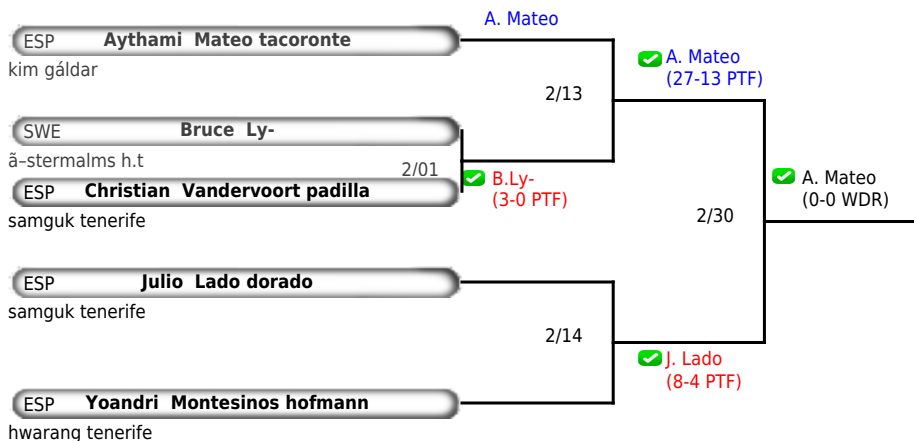 A. Mateo
ESP Aythami Mateo tacoronte
kim gáldar
A. Mateo
(27-13 PTF)
2/13
SWE Bruce Ly-
ã–stermalms h.t
2/01
B.Ly-
(3-0 PTF)
ESP Christian Vandervoort padilla
samguk tenerife
A. Mateo
(0-0 WDR)
2/30
ESP Julio Lado dorado
samguk tenerife
2/14
J. Lado
(8-4 PTF)
ESP Yoandri Montesinos hofmann
hwarang tenerife